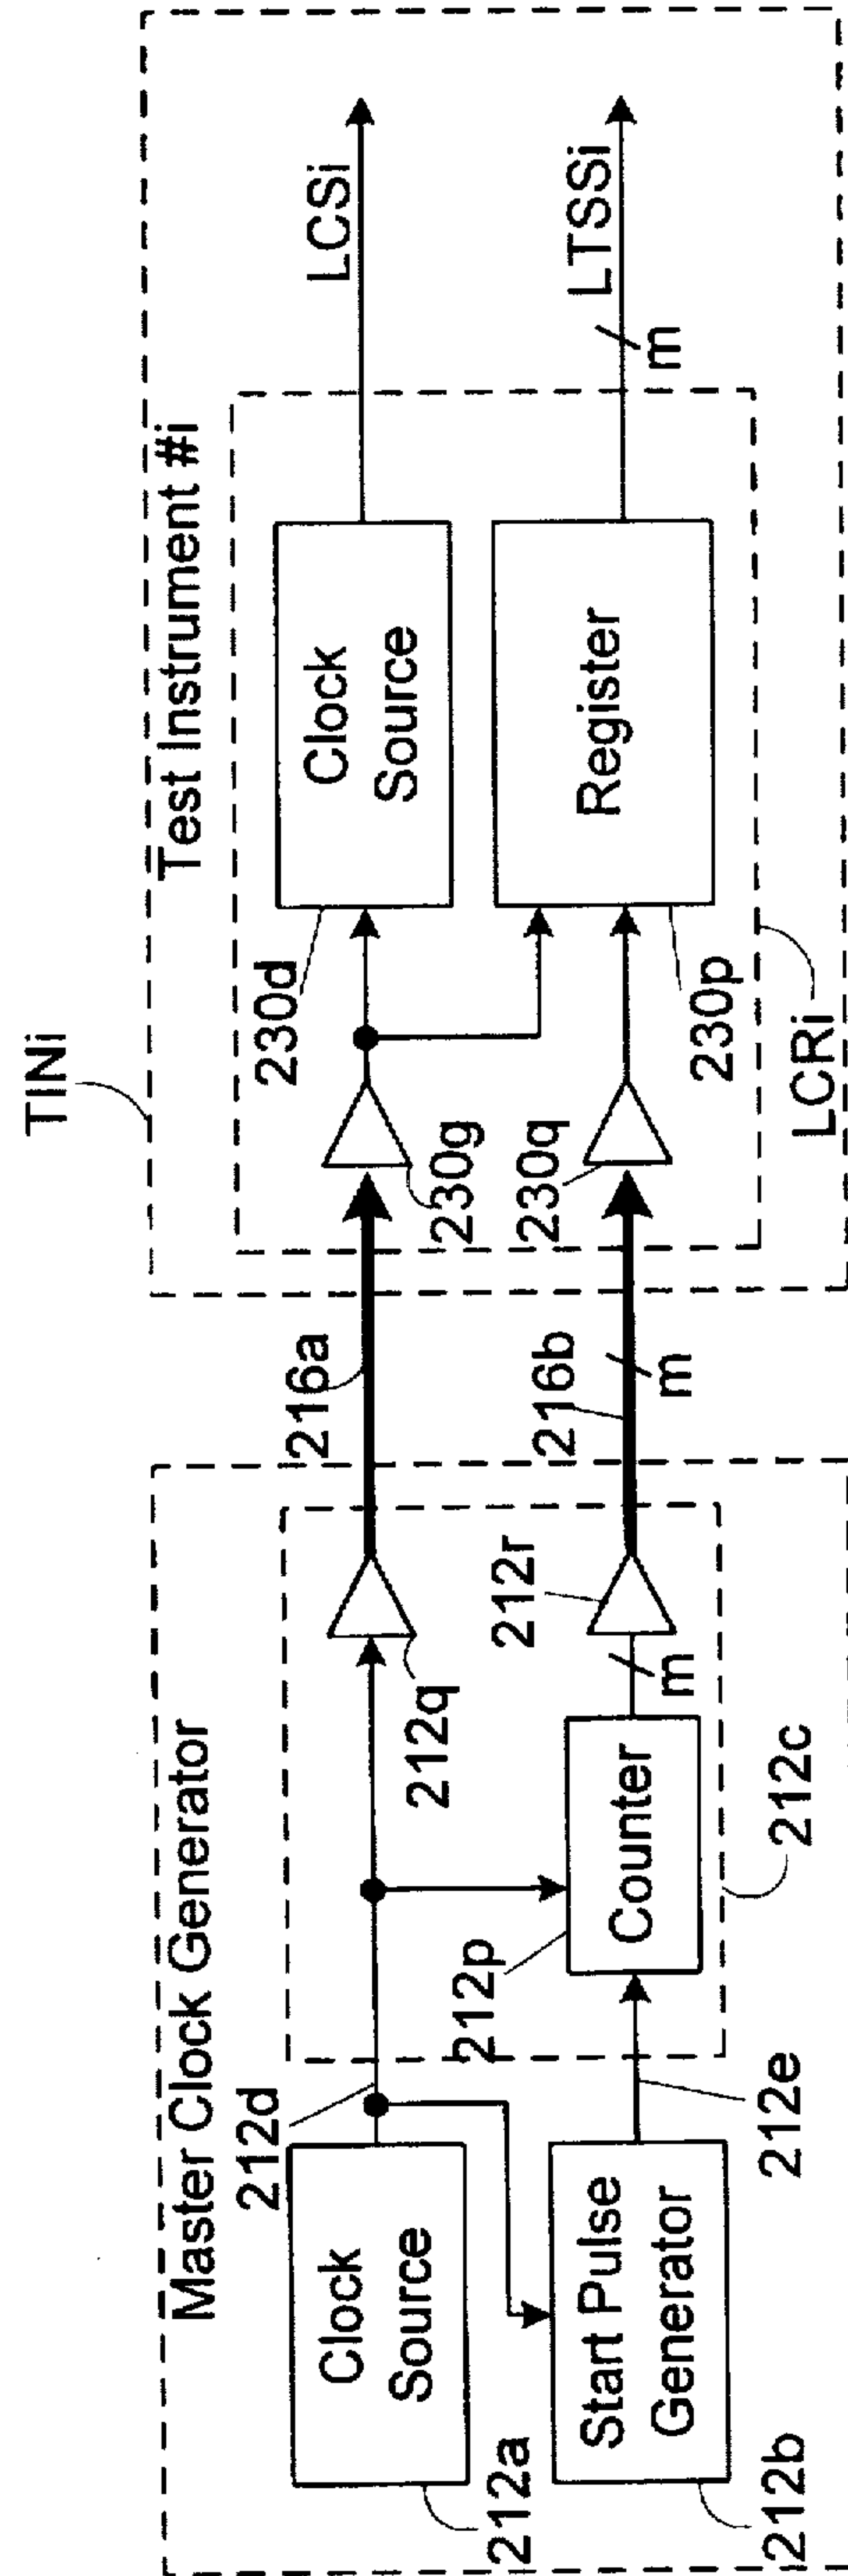 TINi
Test Instrument #i
LCSi
LTSSi
m
Clock
Source
Register
230d
230p
LCRi
230g
230q
216a
216b
m
Master Clock Generator
212q
212r
m
Counter
212p
212c
212d
212e
Clock
Source
Start Pulse
Generator
212a
212b